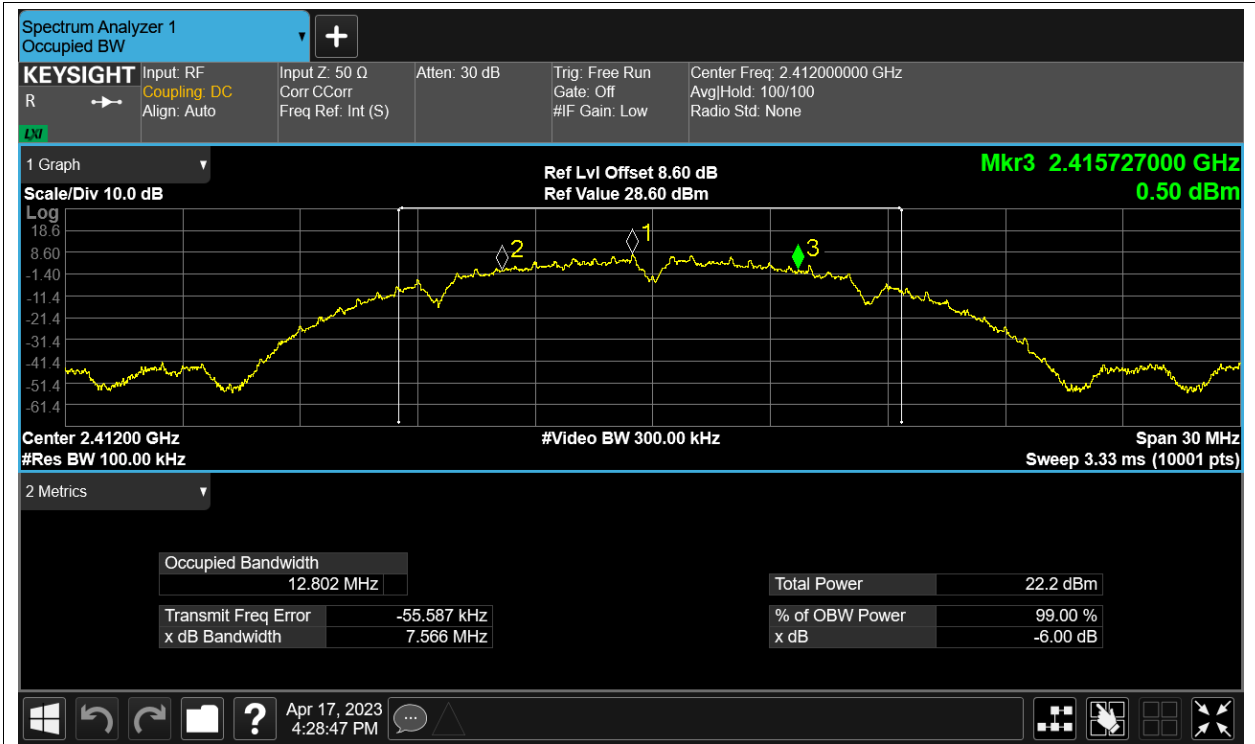 Spectrum Analyzer 1
Occupied BW
KEYSIGHT
R
LXI
Input: RF
Coupling: DC
Align: Auto
Input Z: 50 Ω
Corr CCorr
Freq Ref: Int (S)
Atten: 30 dB
Trig: Free Run
Gate: Off
#IF Gain: Low
Center Freq: 2.412000000 GHz
Avg|Hold: 100/100
Radio Std: None
1 Graph
Scale/Div 10.0 dB
Ref Lvl Offset 8.60 dB
Ref Value 28.60 dBm
Mkr3 2.415727000 GHz
0.50 dBm
Log
18.6
8.60
-1.40
-11.4
-21.4
-31.4
-41.4
-51.4
-61.4
2
1
3
Center 2.41200 GHz
#Res BW 100.00 kHz
#Video BW 300.00 kHz
Span 30 MHz
Sweep 3.33 ms (10001 pts)
2 Metrics
Occupied Bandwidth
12.802 MHz
Transmit Freq Error -55.587 kHz
x dB Bandwidth 7.566 MHz
Total Power 22.2 dBm
% of OBW Power 99.00 %
x dB -6.00 dB
?
Apr 17, 2023
4:28:47 PM